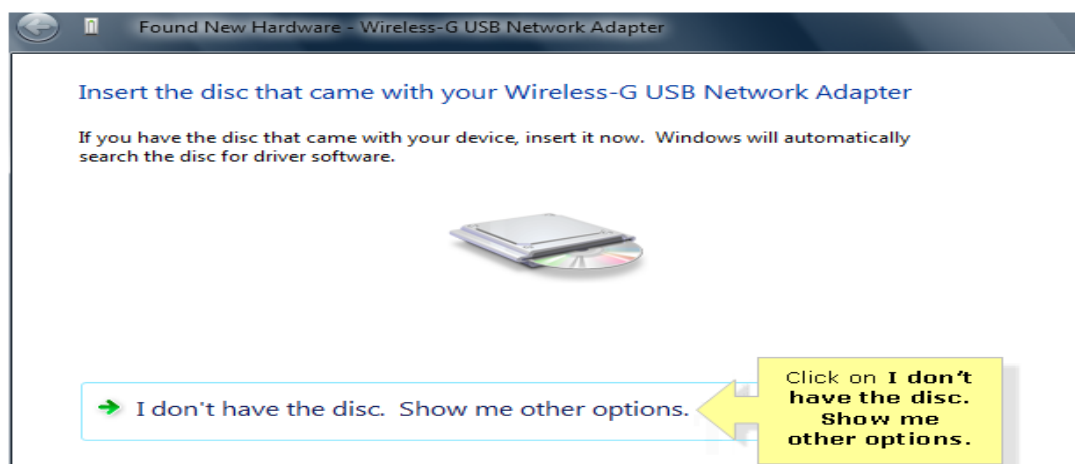 Found New Hardware - Wireless-G USB Network Adapter
Insert the disc that came with your Wireless-G USB Network Adapter
If you have the disc that came with your device, insert it now.  Windows will automatically
search the disc for driver software.
I don't have the disc.  Show me other options.
Click on I don't
have the disc.
Show me
other options.